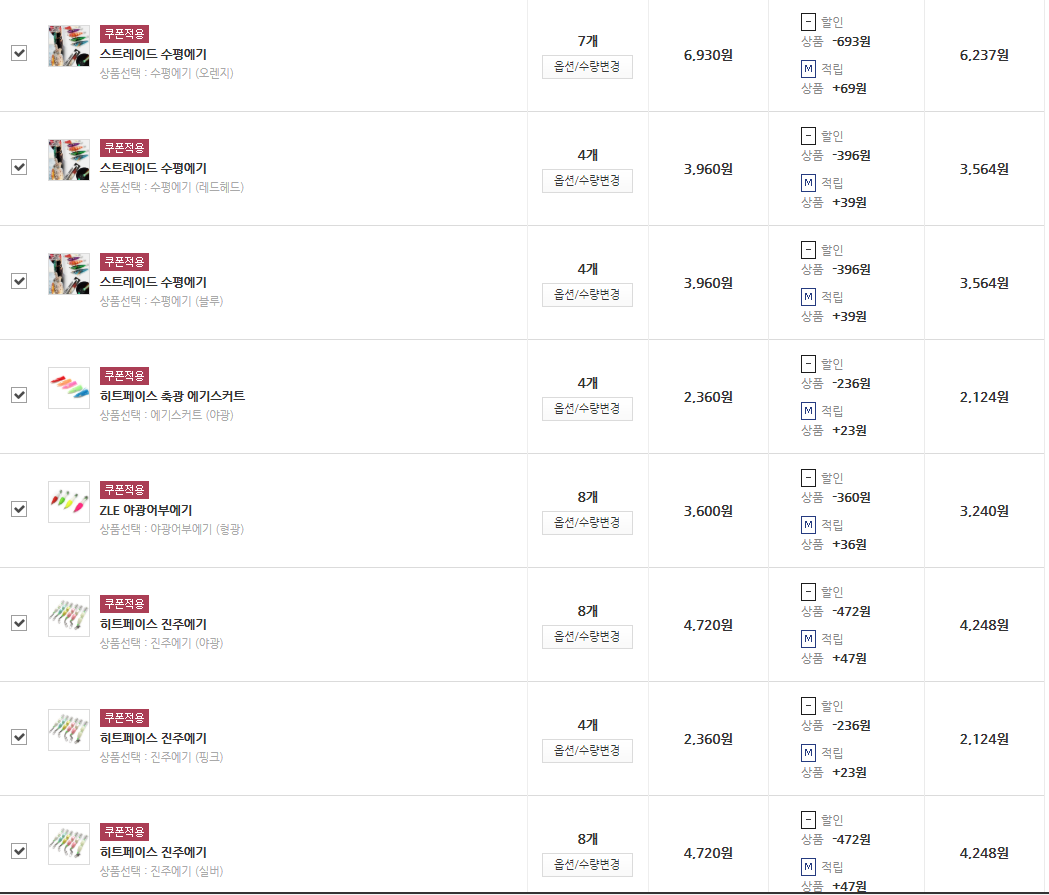 쿠폰적용
스트레이드 수평에기
상품선택 : 수평에기 (오렌지)
7개
옵션/수량변경
6,930원
- 할인
상품 -693원
M 적립
상품 +69원
6,237원
쿠폰적용
스트레이드 수평에기
상품선택 : 수평에기 (레드헤드)
4개
옵션/수량변경
3,960원
- 할인
상품 -396원
M 적립
상품 +39원
3,564원
쿠폰적용
스트레이드 수평에기
상품선택 : 수평에기 (블루)
4개
옵션/수량변경
3,960원
- 할인
상품 -396원
M 적립
상품 +39원
3,564원
쿠폰적용
히트페이스 축광 에기스커트
상품선택 : 에기스커트 (야광)
4개
옵션/수량변경
2,360원
- 할인
상품 -236원
M 적립
상품 +23원
2,124원
쿠폰적용
ZLE 야광어부에기
상품선택 : 야광어부에기 (형광)
8개
옵션/수량변경
3,600원
- 할인
상품 -360원
M 적립
상품 +36원
3,240원
쿠폰적용
히트페이스 진주에기
상품선택 : 진주에기 (야광)
8개
옵션/수량변경
4,720원
- 할인
상품 -472원
M 적립
상품 +47원
4,248원
쿠폰적용
히트페이스 진주에기
상품선택 : 진주에기 (핑크)
4개
옵션/수량변경
2,360원
- 할인
상품 -236원
M 적립
상품 +23원
2,124원
쿠폰적용
히트페이스 진주에기
상품선택 : 진주에기 (실버)
8개
옵션/수량변경
4,720원
- 할인
상품 -472원
M 적립
상품 +47원
4,248원